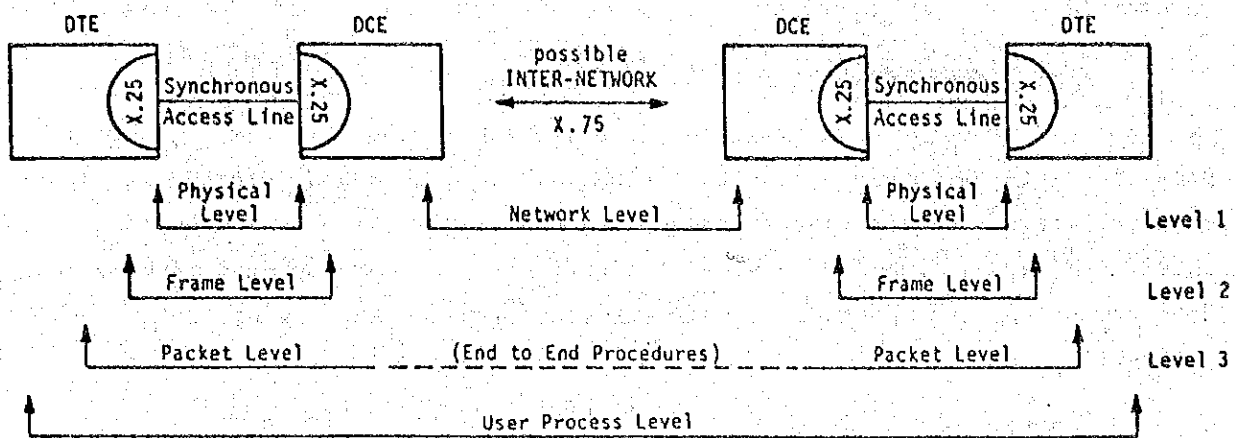 DTE DCE DCE DTE
possible
INTER-NETWORK
X.75
X.25 Synchronous X.25
Access Line
X.25 Synchronous X.25
Access Line
Physical
Level
Network Level
Physical
Level
Level 1
Frame Level Frame Level Level 2
Packet Level (End to End Procedures) Packet Level Level 3
User Process Level